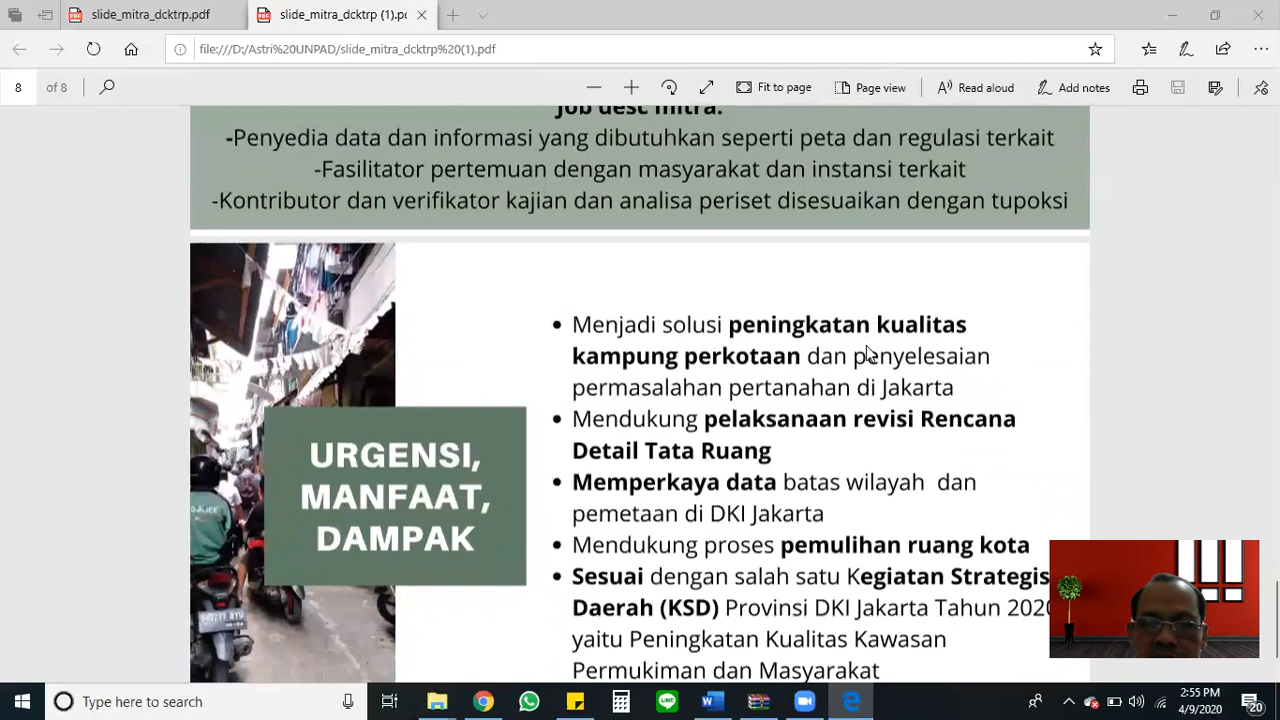 slide_mitra_dcktrp.pdf
slide_mitra_dcktrp (1).pdf
file:///D:/Astri%20UNPAD/slide_mitra_dcktrp%20(1).pdf
8 of 8
Fit to page
Page view
Read aloud
Add notes
Job desc mitra:
-Penyedia data dan informasi yang dibutuhkan seperti peta dan regulasi terkait
-Fasilitator pertemuan dengan masyarakat dan instansi terkait
-Kontributor dan verifikator kajian dan analisa periset disesuaikan dengan tupoksi
URGENSI,
MANFAAT,
DAMPAK
• Menjadi solusi peningkatan kualitas
kampung perkotaan dan penyelesaian
permasalahan pertanahan di Jakarta
• Mendukung pelaksanaan revisi Rencana
Detail Tata Ruang
• Memperkaya data batas wilayah dan
pemetaan di DKI Jakarta
• Mendukung proses pemulihan ruang kota
• Sesuai dengan salah satu Kegiatan Strategis
Daerah (KSD) Provinsi DKI Jakarta Tahun 2020
yaitu Peningkatan Kualitas Kawasan
Permukiman dan Masyarakat
Type here to search
2:55 PM
4/9/2020
20